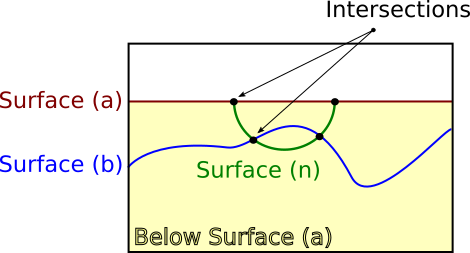 Intersections
Surface (a)
Surface (b)
Surface (n)
Below Surface (a)